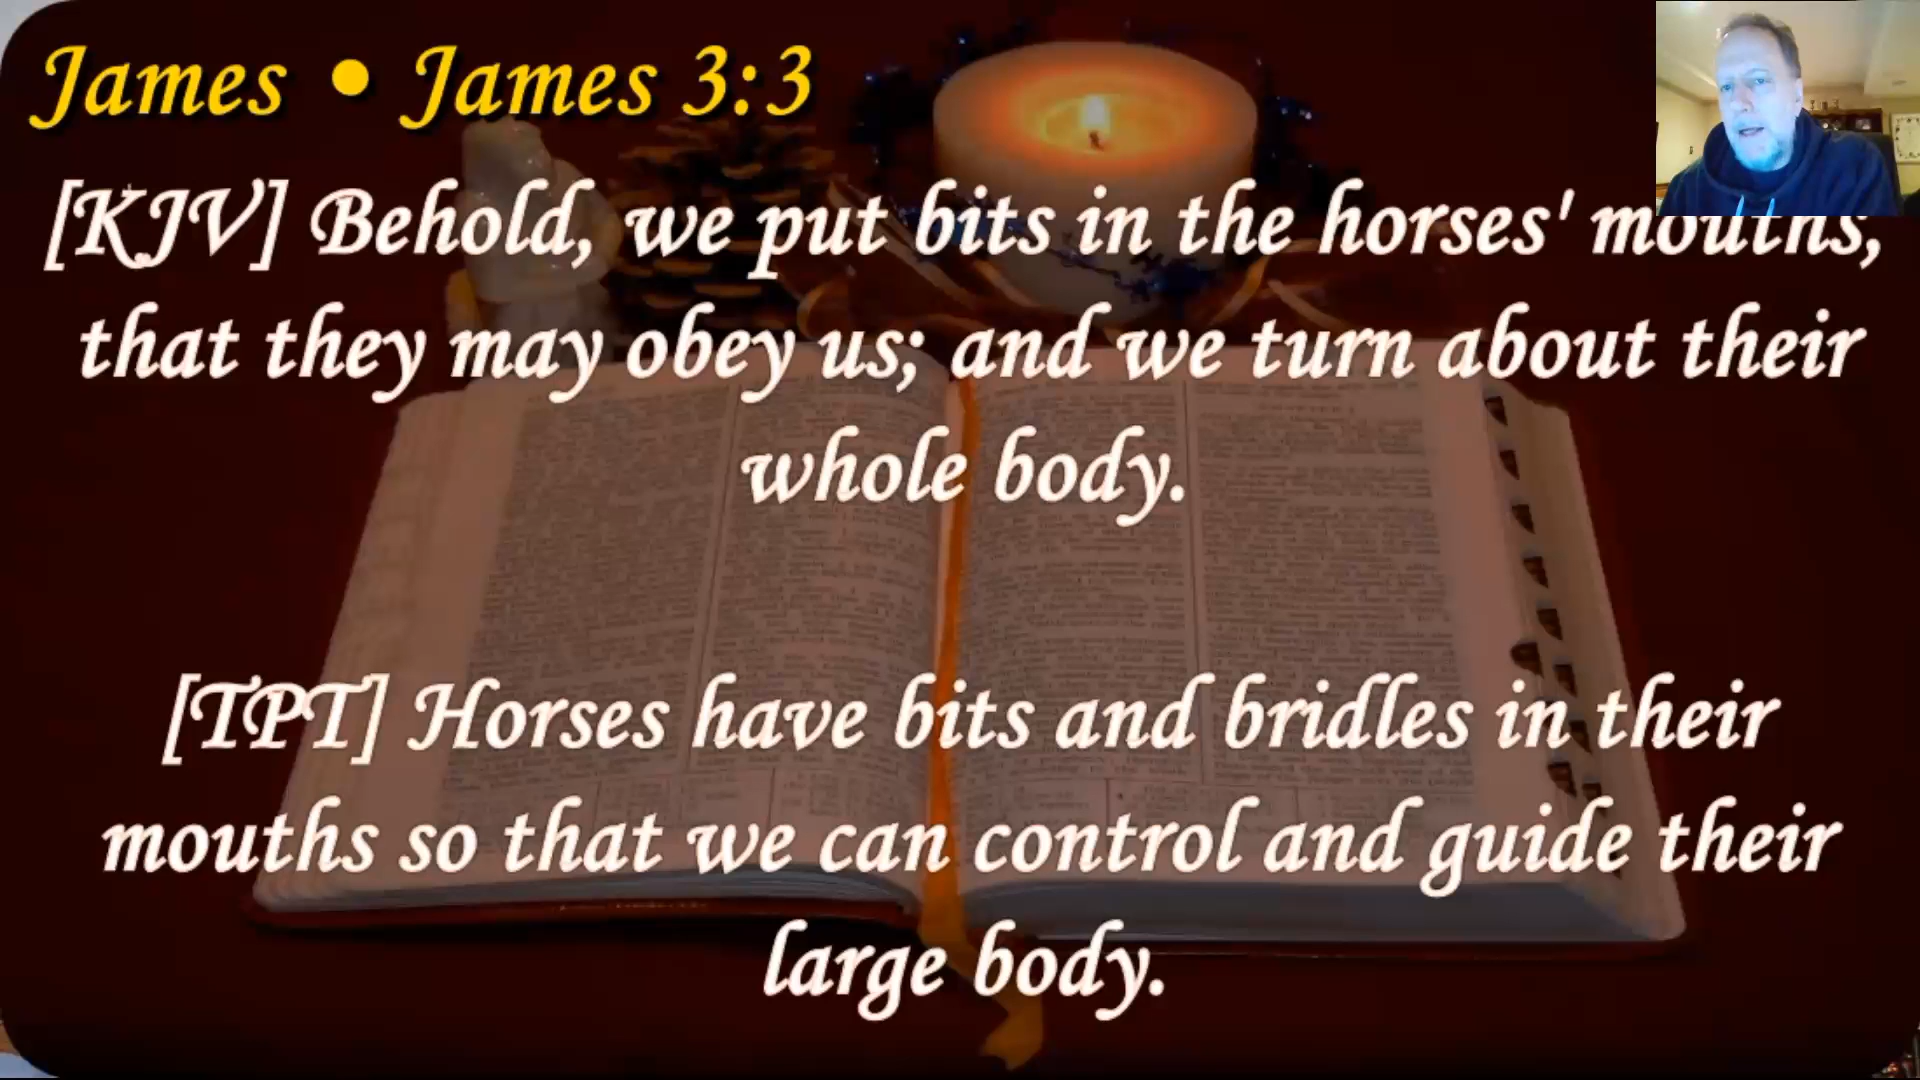 James • James 3:3
[KJV] Behold, we put bits in the horses' mouths,
that they may obey us; and we turn about their
whole body.
[TPT] Horses have bits and bridles in their
mouths so that we can control and guide their
large body.